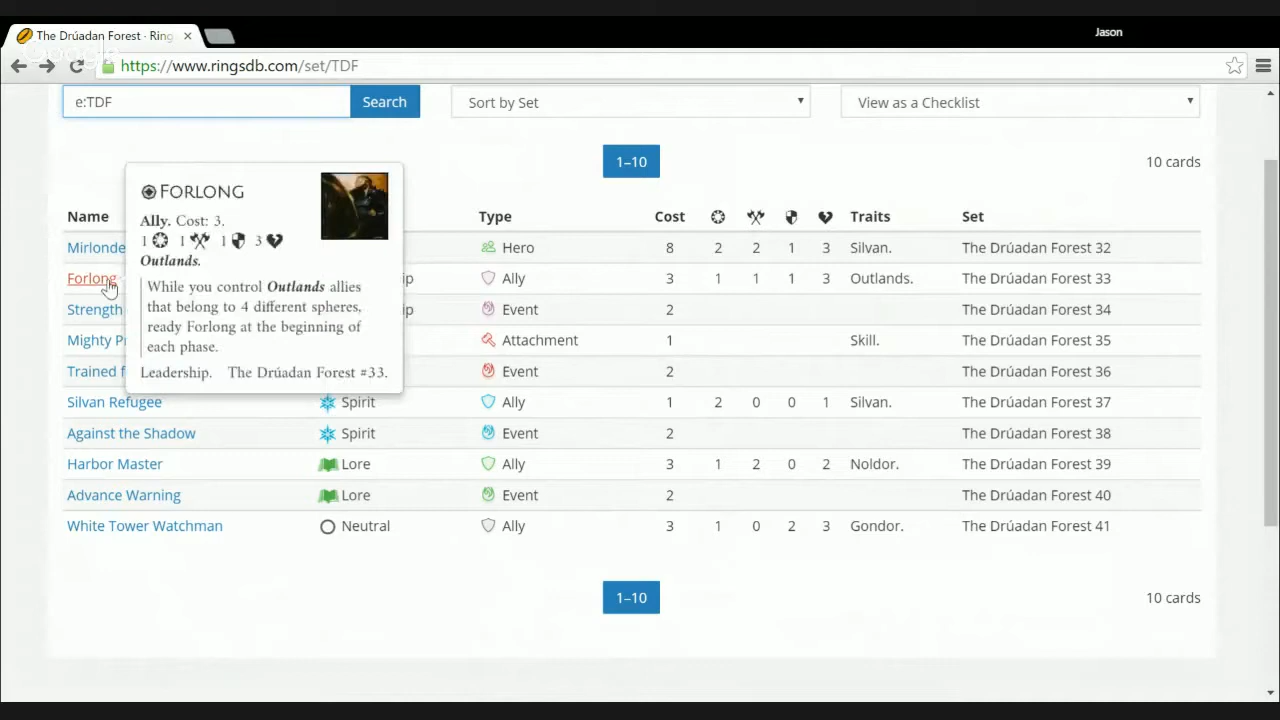 The Drúadan Forest · Ring
Jason
https://www.ringsdb.com/set/TDF
e:TDF
Search
Sort by Set
View as a Checklist
1–10
10 cards
Name Type Cost Traits Set
Mirlonde Hero 8 2 2 1 3 Silvan. The Drúadan Forest 32
Forlong ip Ally 3 1 1 1 3 Outlands. The Drúadan Forest 33
Strength ip Event 2 The Drúadan Forest 34
Mighty P Attachment 1 Skill. The Drúadan Forest 35
Trained f Event 2 The Drúadan Forest 36
Silvan Refugee Spirit Ally 1 2 0 0 1 Silvan. The Drúadan Forest 37
Against the Shadow Spirit Event 2 The Drúadan Forest 38
Harbor Master Lore Ally 3 1 2 0 2 Noldor. The Drúadan Forest 39
Advance Warning Lore Event 2 The Drúadan Forest 40
White Tower Watchman Neutral Ally 3 1 0 2 3 Gondor. The Drúadan Forest 41
FORLONG
Ally. Cost: 3.
1 1 1 3
Outlands.
While you control Outlands allies
that belong to 4 different spheres,
ready Forlong at the beginning of
each phase.
Leadership. The Drúadan Forest #33.
1–10
10 cards